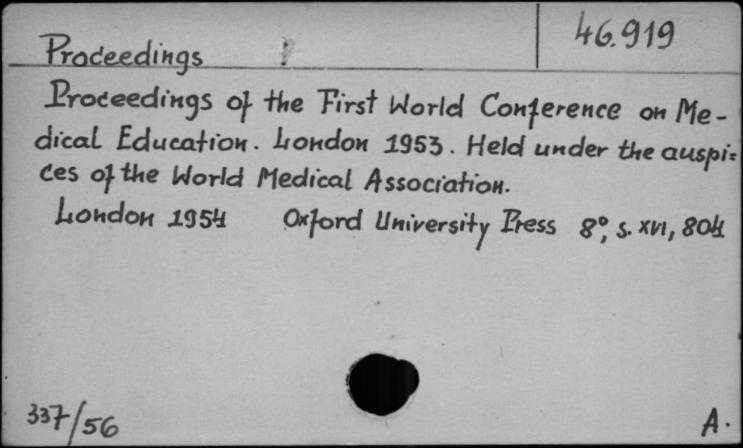 46.919
Proceedings !
Proceedings of the First World Conference on Me-
dical Education. London 1953. Held under the auspi=
ces of the World Medical Association.
London 1954 Oxford University Press 8°, s. XVI, 804
337/56 A.